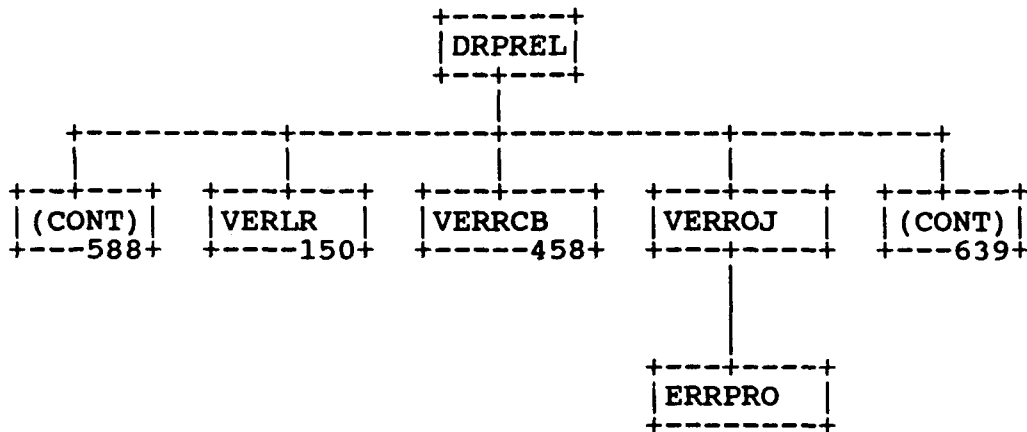 DRPREL
(CONT) VERLR VERRCB VERROJ (CONT)
588 150 458 639
ERRPRO